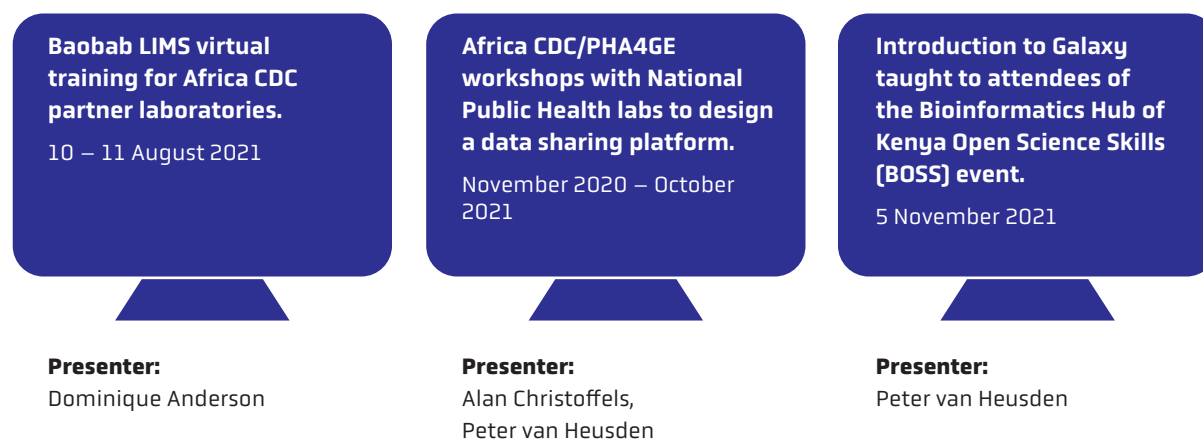 Baobab LIMS virtual
training for Africa CDC
partner laboratories.
10 – 11 August 2021
Presenter:
Dominique Anderson
Africa CDC/PHA4GE
workshops with National
Public Health labs to design
a data sharing platform.
November 2020 – October
2021
Presenter:
Alan Christoffels,
Peter van Heusden
Introduction to Galaxy
taught to attendees of
the Bioinformatics Hub of
Kenya Open Science Skills
(BOSS) event.
5 November 2021
Presenter:
Peter van Heusden